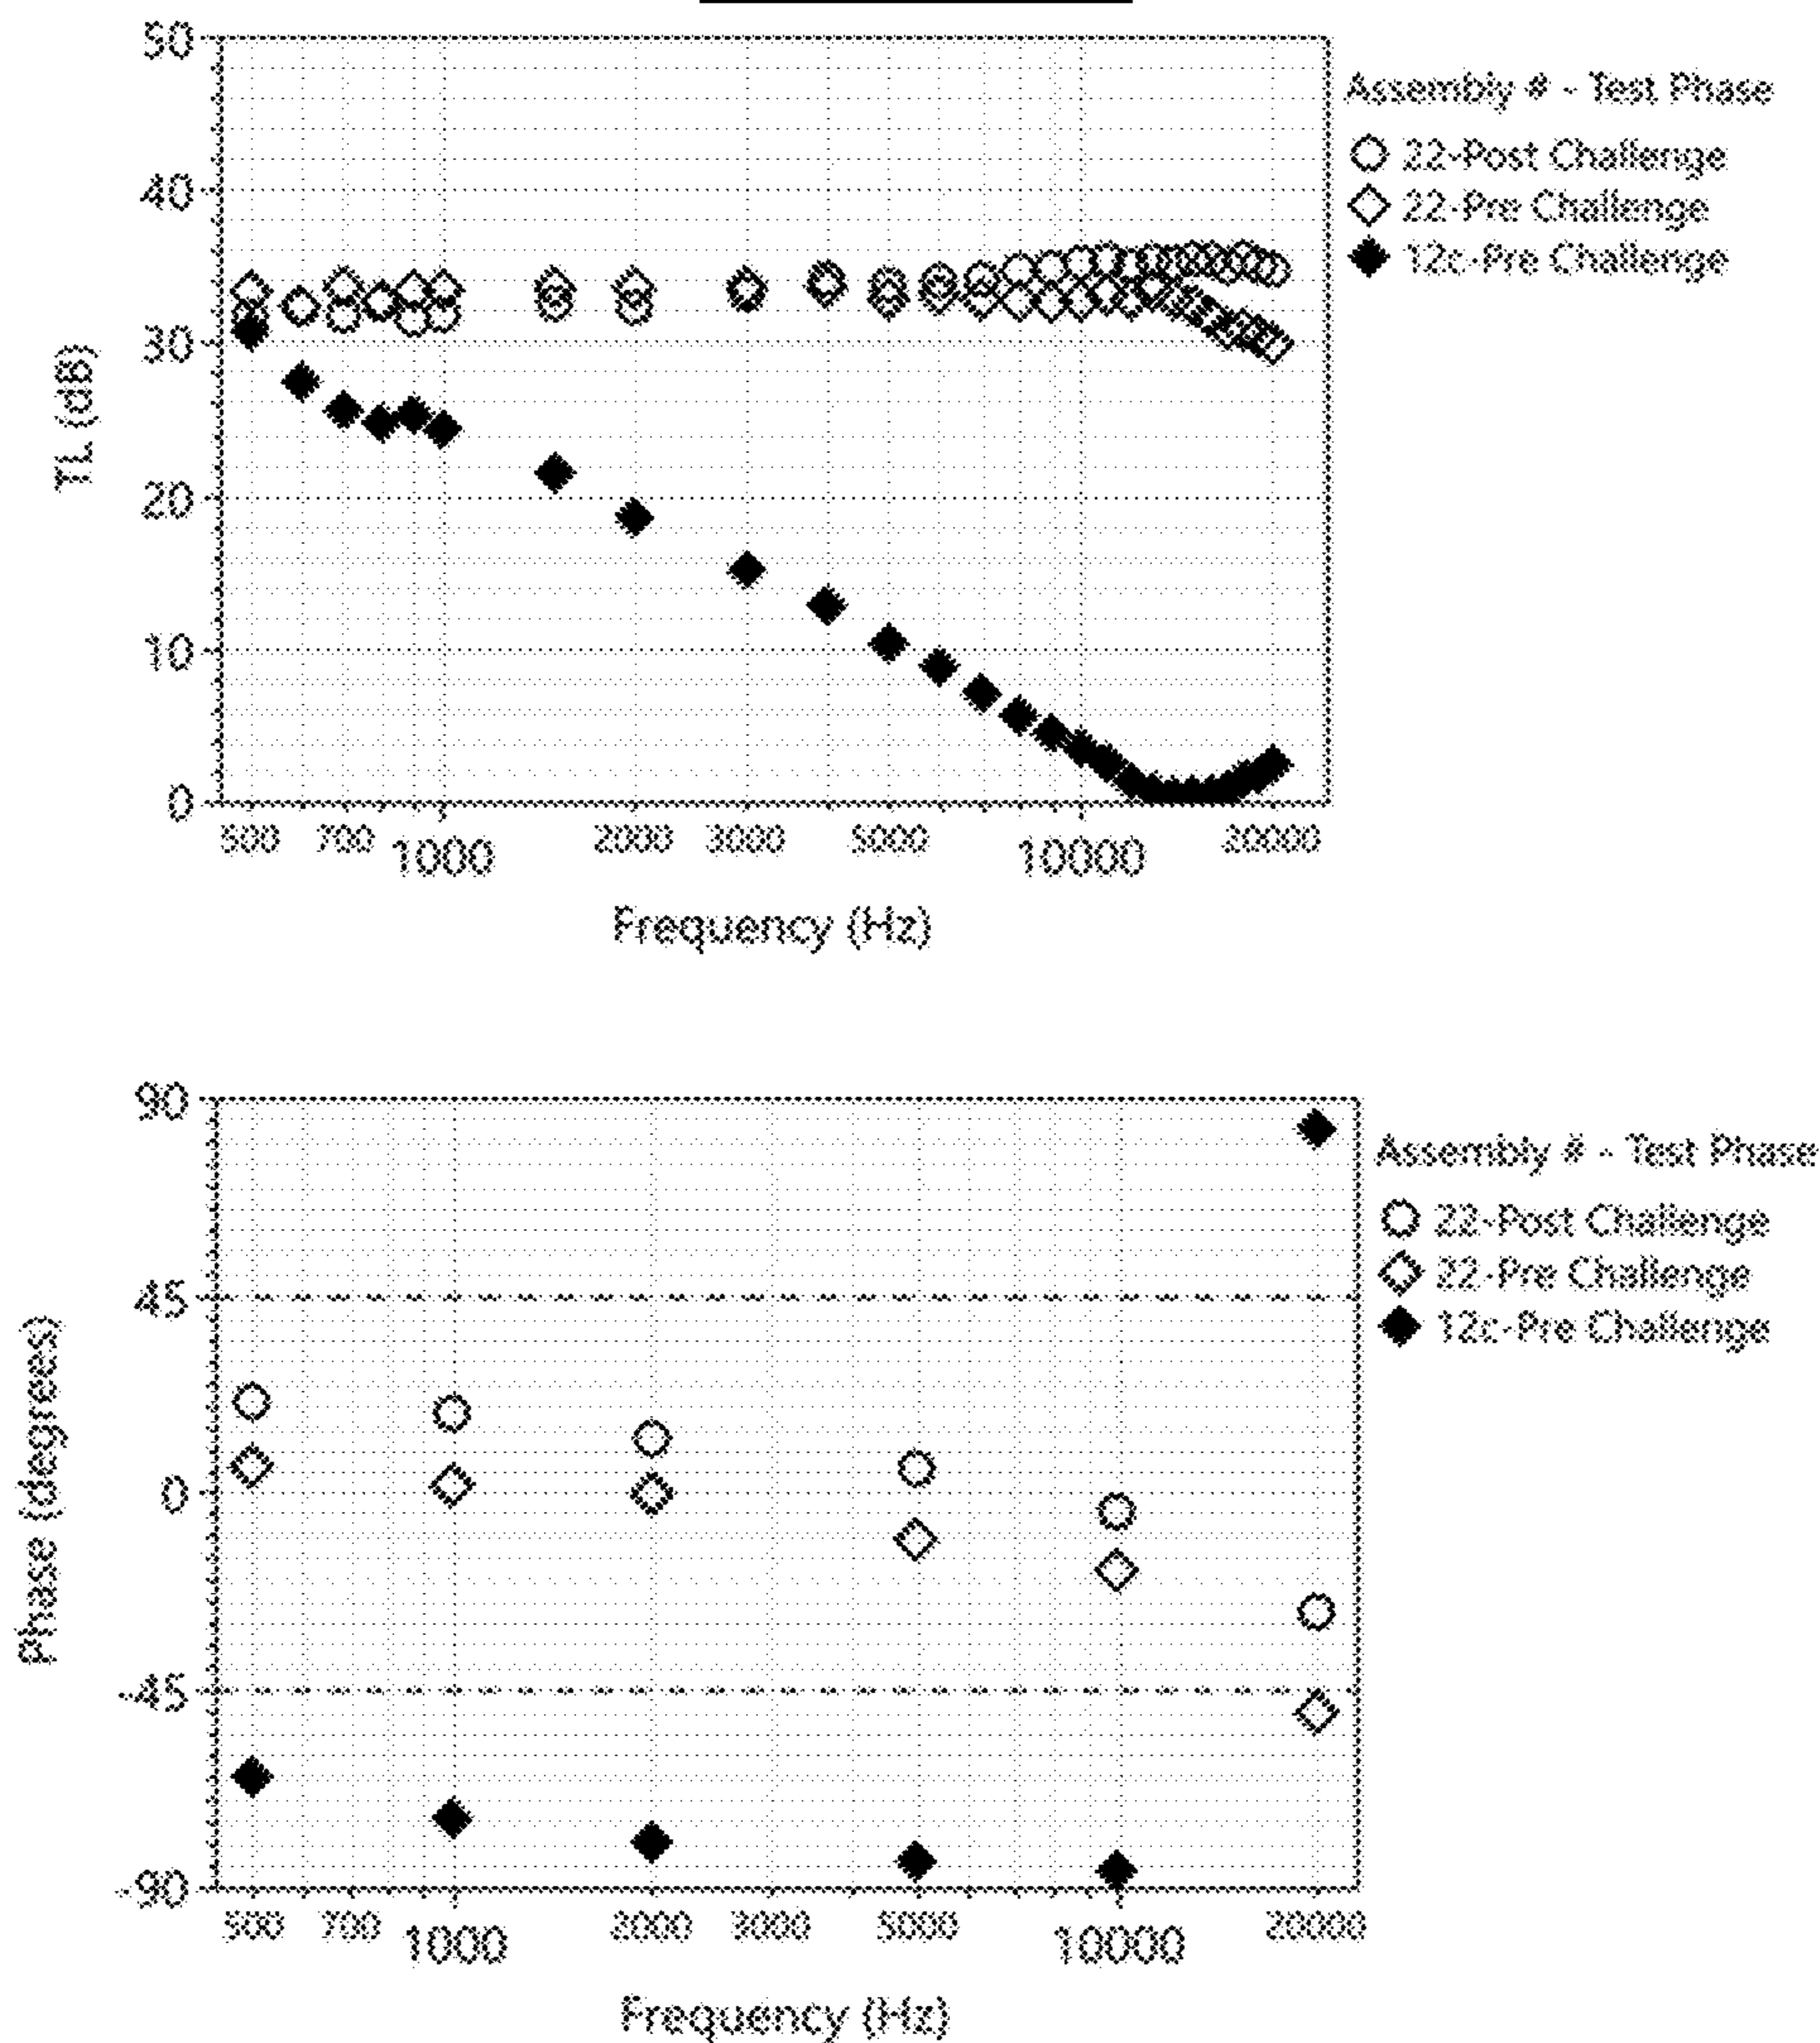 50
40
30
20
10
0
TL (dB)
500 700 1000 2000 3000 5000 10000 20000
Frequency (Hz)
Assembly # - Test Phase
22-Post Challenge
22-Pre Challenge
12c-Pre Challenge
90
45
0
-45
-90
Phase (degrees)
500 700 1000 2000 3000 5000 10000 20000
Frequency (Hz)
Assembly # - Test Phase
22-Post Challenge
22-Pre Challenge
12c-Pre Challenge